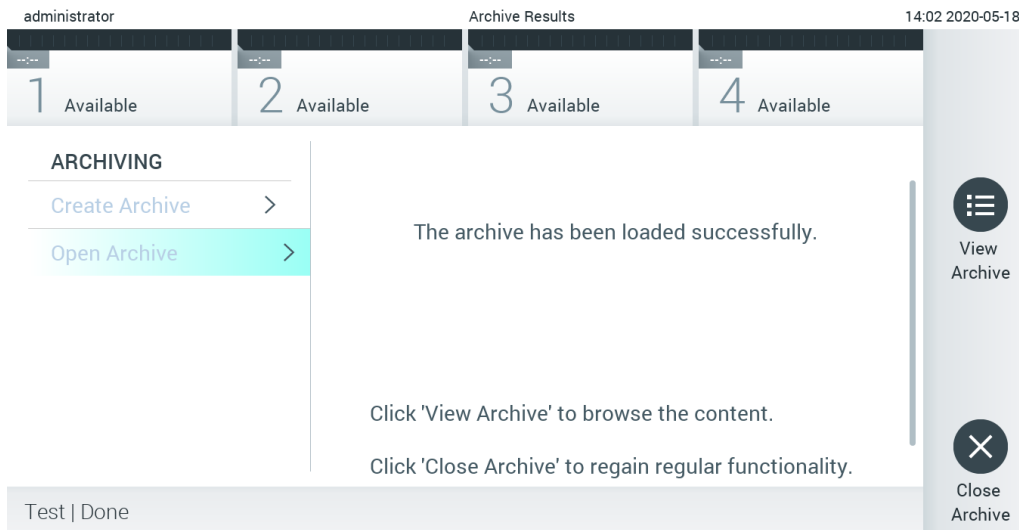 administrator
Archive Results
14:02 2020-05-18
--:--
1 Available
--:--
2 Available
--:--
3 Available
--:--
4 Available
ARCHIVING
Create Archive
Open Archive
The archive has been loaded successfully.
Click 'View Archive' to browse the content.
Click 'Close Archive' to regain regular functionality.
View
Archive
Close
Archive
Test | Done